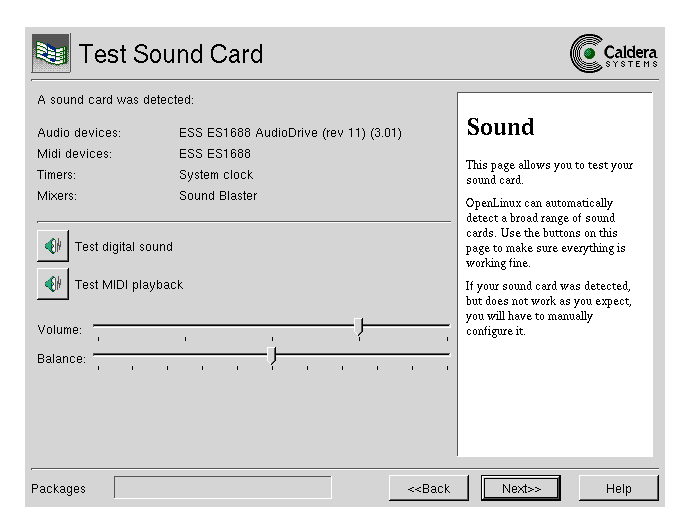 Test Sound Card
Caldera
SYSTEMS
A sound card was detected:
Audio devices: ESS ES1688 AudioDrive (rev 11) (3.01)
Midi devices: ESS ES1688
Timers: System clock
Mixers: Sound Blaster
Test digital sound
Test MIDI playback
Volume:
Balance:
Sound
This page allows you to test your
sound card.
OpenLinux can automatically
detect a broad range of sound
cards. Use the buttons on this
page to make sure everything is
working fine.
If your sound card was detected,
but does not work as you expect,
you will have to manually
configure it.
Packages
<<Back
Next>>
Help